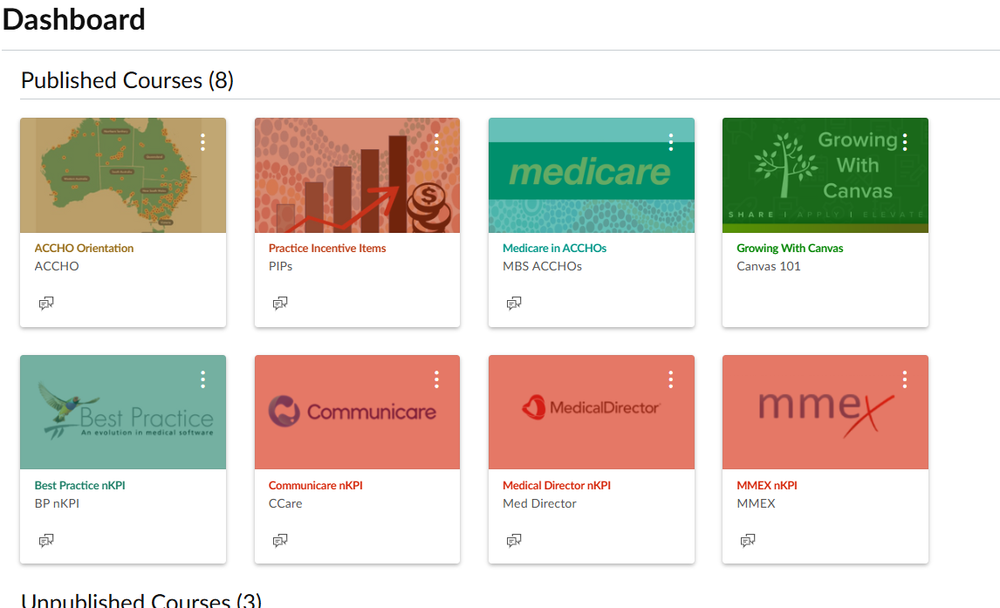 Dashboard
Published Courses (8)
medicare
Growing
With
Canvas
SHARE | APPLY | ELEVATE
ACCHO Orientation
ACCHO
Practice Incentive Items
PIPs
Medicare in ACCHOs
MBS ACCHOs
Growing With Canvas
Canvas 101
Best Practice
An evolution in medical software
Communicare
MedicalDirector
mmex
Best Practice nKPI
BP nKPI
Communicare nKPI
CCare
Medical Director nKPI
Med Director
MMEX nKPI
MMEX
Unpublished Courses (3)